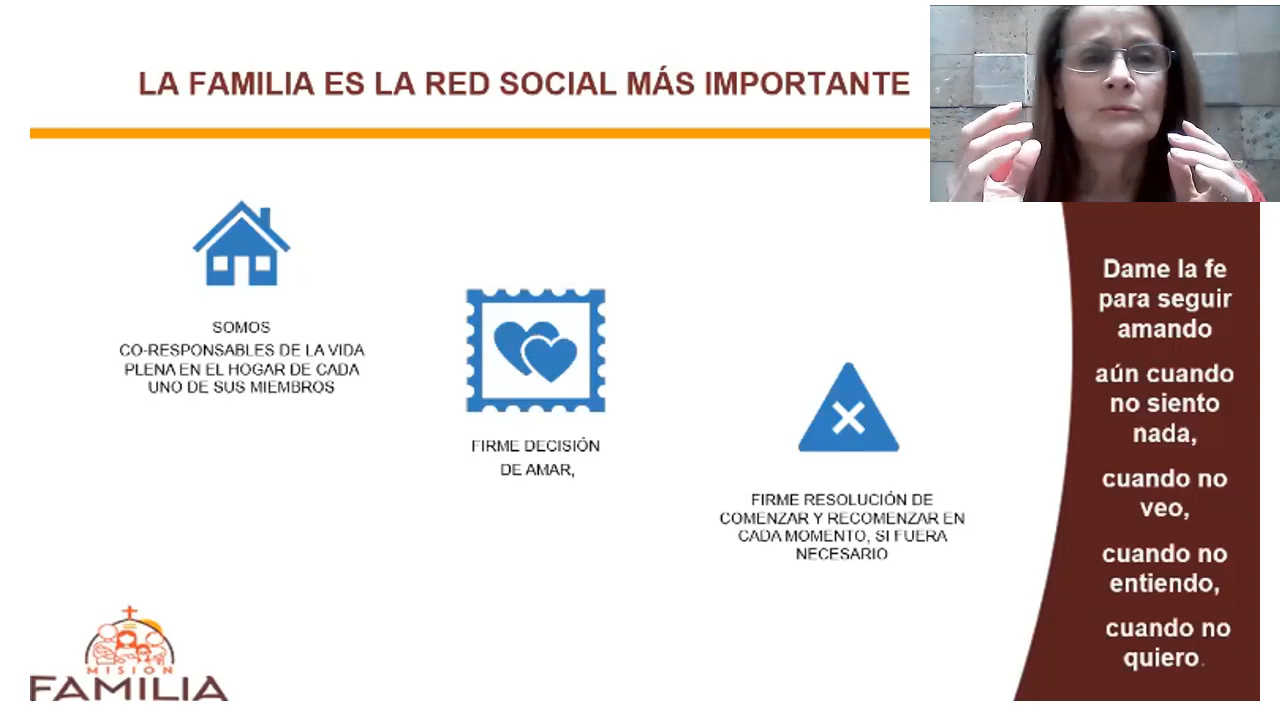 LA FAMILIA ES LA RED SOCIAL MÁS IMPORTANTE
SOMOS
CO-RESPONSABLES DE LA VIDA
PLENA EN EL HOGAR DE CADA
UNO DE SUS MIEMBROS
FIRME DECISIÓN
DE AMAR,
FIRME RESOLUCIÓN DE
COMENZAR Y RECOMENZAR EN
CADA MOMENTO, SI FUERA
NECESARIO
Dame la fe
para seguir
amando
aún cuando
no siento
nada,
cuando no
veo,
cuando no
entiendo,
cuando no
quiero.
MISION
FAMILIA